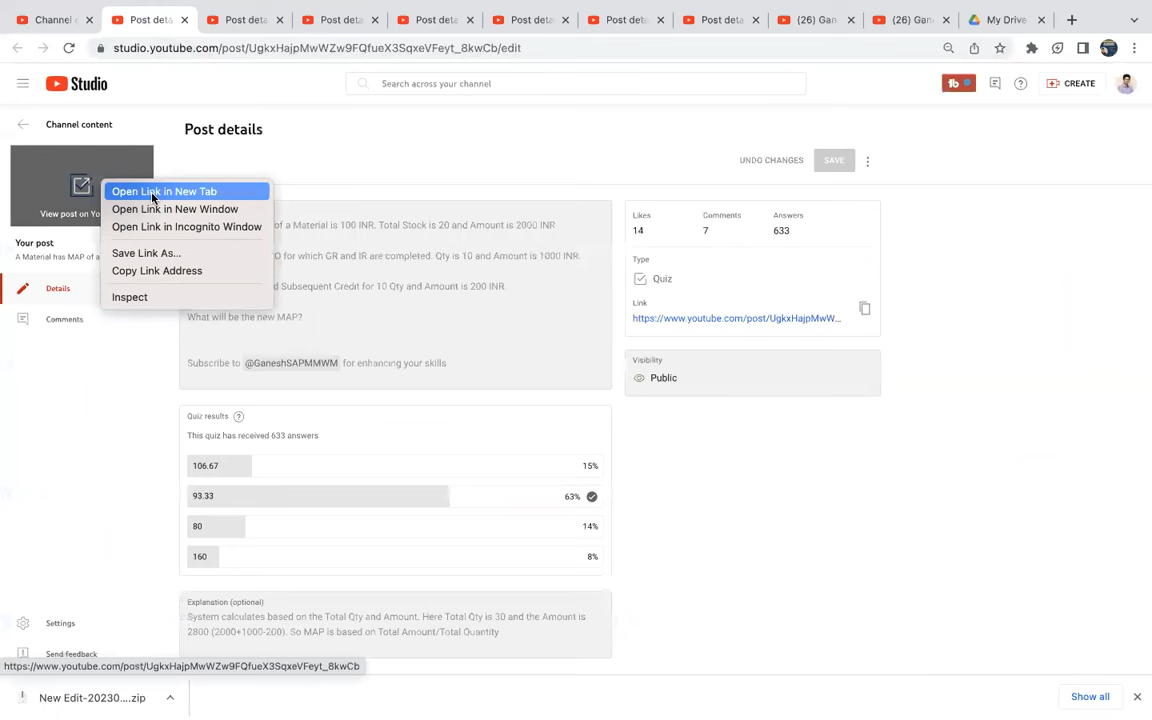 Channel c
Post deta
Post deta
Post deta
Post deta
Post deta
Post deta
Post deta
(26) Gan
(26) Gan
My Drive
studio.youtube.com/post/UgkxHajpMwWZw9FQfueX3SqxeVFeyt_8kwCb/edit
Studio
Search across your channel
CREATE
Channel content
Post details
UNDO CHANGES
SAVE
View post on Yo
Open Link in New Tab
Open Link in New Window
Open Link in Incognito Window
Save Link As...
Copy Link Address
Inspect
Your post
A Material has MAP of a
Details
Comments
of a Material is 100 INR. Total Stock is 20 and Amount is 2000 INR
O for which GR and IR are completed. Qty is 10 and Amount is 1000 INR.
d Subsequent Credit for 10 Qty and Amount is 200 INR.
What will be the new MAP?
Subscribe to @GaneshSAPMMWM for enhancing your skills
Likes Comments Answers
14 7 633
Type
Quiz
Link
https://www.youtube.com/post/UgkxHajpMwW...
Visibility
Public
Quiz results
This quiz has received 633 answers
106.67 15%
93.33 63%
80 14%
160 8%
Explanation (optional)
System calculates based on the Total Qty and Amount. Here Total Qty is 30 and the Amount is
2800 (2000+1000-200). So MAP is based on Total Amount/Total Quantity
Settings
Send feedback
https://www.youtube.com/post/UgkxHajpMwWZw9FQfueX3SqxeVFeyt_8kwCb
New Edit-20230....zip
Show all